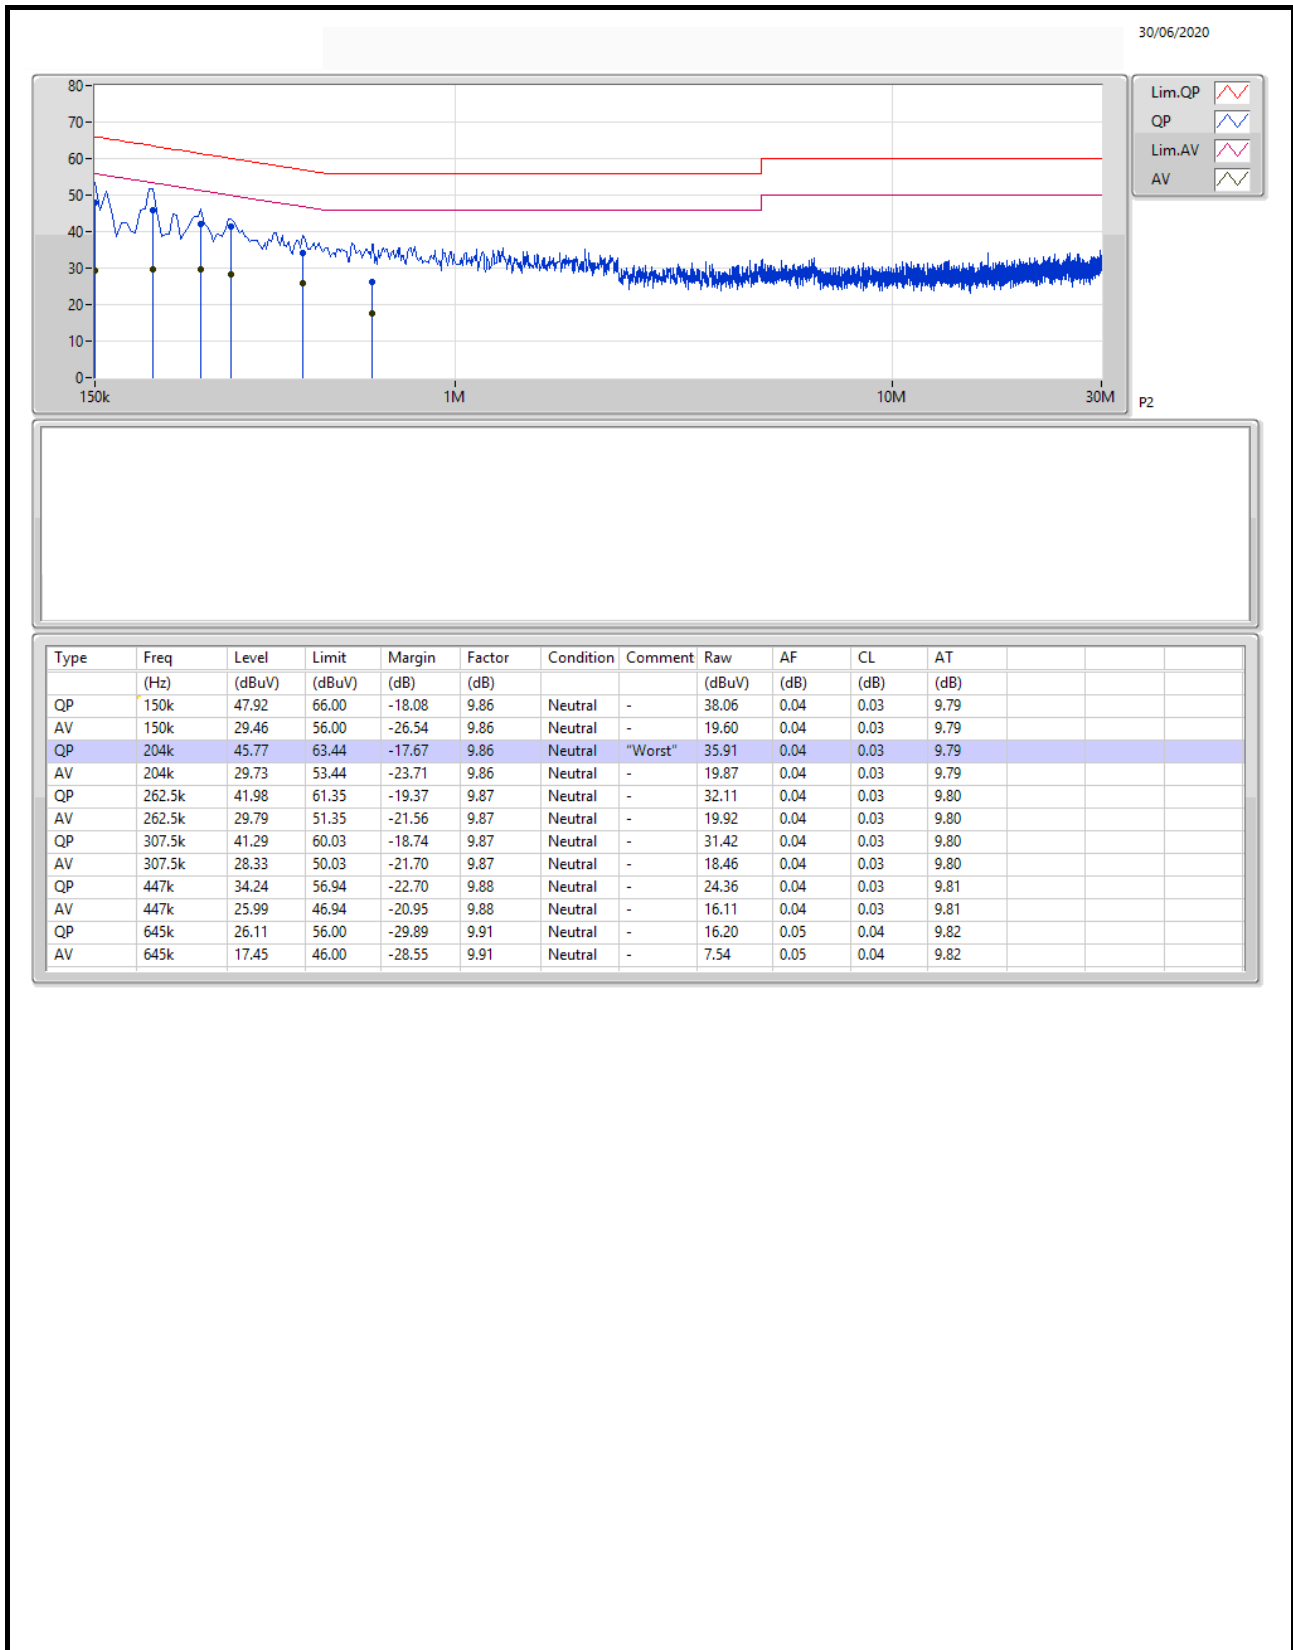 30/06/2020
80
70
60
50
40
30
20
10
0
150k 1M 10M 30M
Lim.QP
QP
Lim.AV
AV
P2
Type Freq Level Limit Margin Factor Condition Comment Raw AF CL AT
(Hz) (dBuV) (dBuV) (dB) (dB) (dBuV) (dB) (dB) (dB)
QP 150k 47.92 66.00 -18.08 9.86 Neutral - 38.06 0.04 0.03 9.79
AV 150k 29.46 56.00 -26.54 9.86 Neutral - 19.60 0.04 0.03 9.79
QP 204k 45.77 63.44 -17.67 9.86 Neutral "Worst" 35.91 0.04 0.03 9.79
AV 204k 29.73 53.44 -23.71 9.86 Neutral - 19.87 0.04 0.03 9.79
QP 262.5k 41.98 61.35 -19.37 9.87 Neutral - 32.11 0.04 0.03 9.80
AV 262.5k 29.79 51.35 -21.56 9.87 Neutral - 19.92 0.04 0.03 9.80
QP 307.5k 41.29 60.03 -18.74 9.87 Neutral - 31.42 0.04 0.03 9.80
AV 307.5k 28.33 50.03 -21.70 9.87 Neutral - 18.46 0.04 0.03 9.80
QP 447k 34.24 56.94 -22.70 9.88 Neutral - 24.36 0.04 0.03 9.81
AV 447k 25.99 46.94 -20.95 9.88 Neutral - 16.11 0.04 0.03 9.81
QP 645k 26.11 56.00 -29.89 9.91 Neutral - 16.20 0.05 0.04 9.82
AV 645k 17.45 46.00 -28.55 9.91 Neutral - 7.54 0.05 0.04 9.82